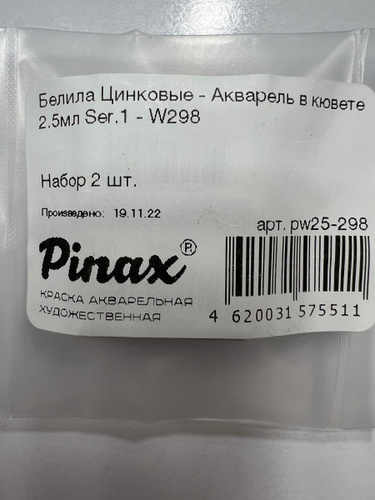 Белила Цинковые - Акварель в кювете
2.5мл Ser.1 - W298
Набор 2 шт.
Произведено: 19.11.22
арт. pw25-298
Pinax®
КРАСКА АКВАРЕЛЬНАЯ
ХУДОЖЕСТВЕННАЯ
4 620031 575511